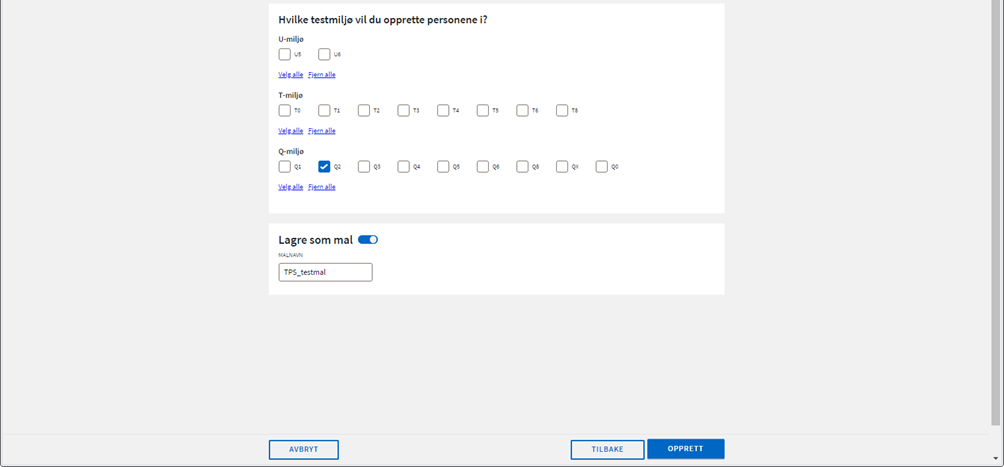 Hvilke testmiljø vil du opprette personene i?
U-miljø
U5 U6
Velg alle Fjern alle
T-miljø
T0 T1 T2 T3 T4 T5 T6 T8
Velg alle Fjern alle
Q-miljø
Q1 Q2 Q3 Q4 Q5 Q6 Q8 QX Q0
Velg alle Fjern alle
Lagre som mal
MALNAVN
TPS_testmal
AVBRYT TILBAKE OPPRETT